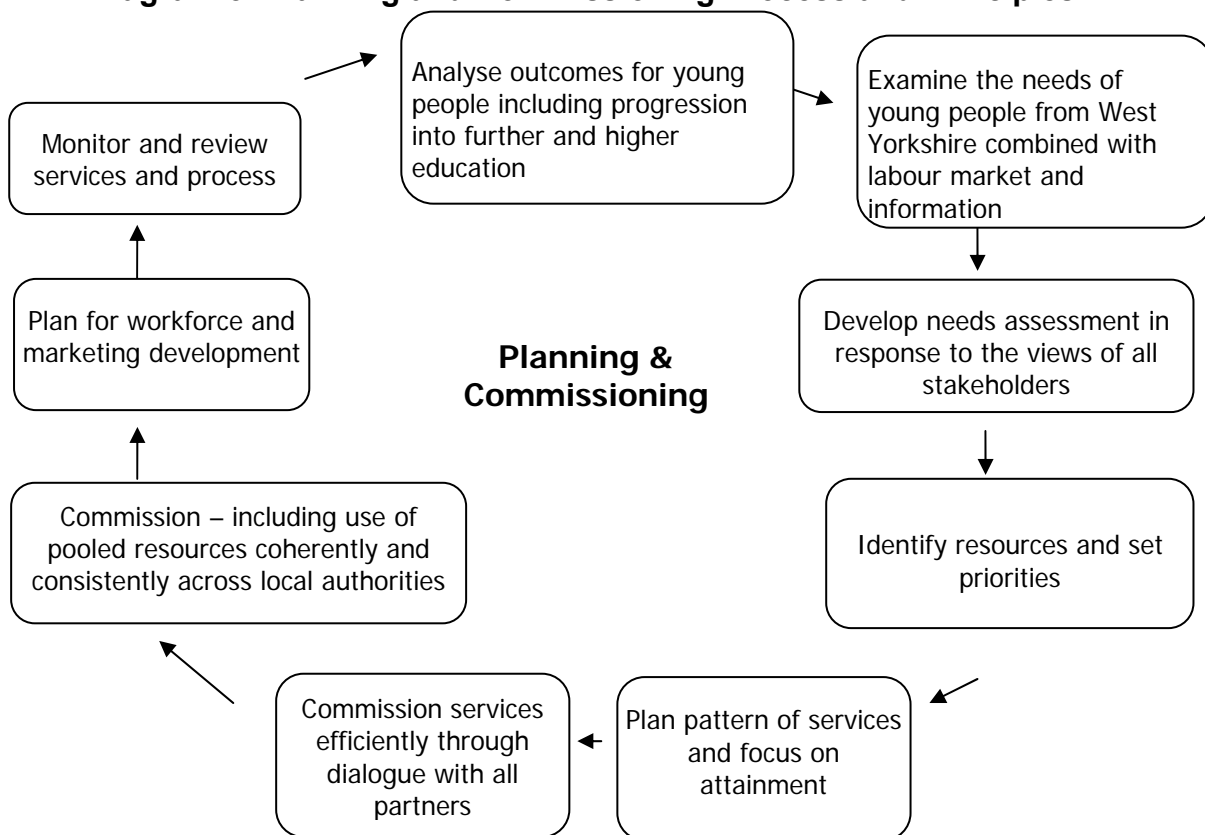 Analyse outcomes for young
people including progression
into further and higher
education
Examine the needs of
young people from West
Yorkshire combined with
labour market and
information
Monitor and review
services and process
Plan for workforce and
marketing development
Planning &
Commissioning
Develop needs assessment in
response to the views of all
stakeholders
Commission – including use of
pooled resources coherently and
consistently across local authorities
Identify resources and set
priorities
Commission services
efficiently through
dialogue with all
partners
Plan pattern of services
and focus on
attainment